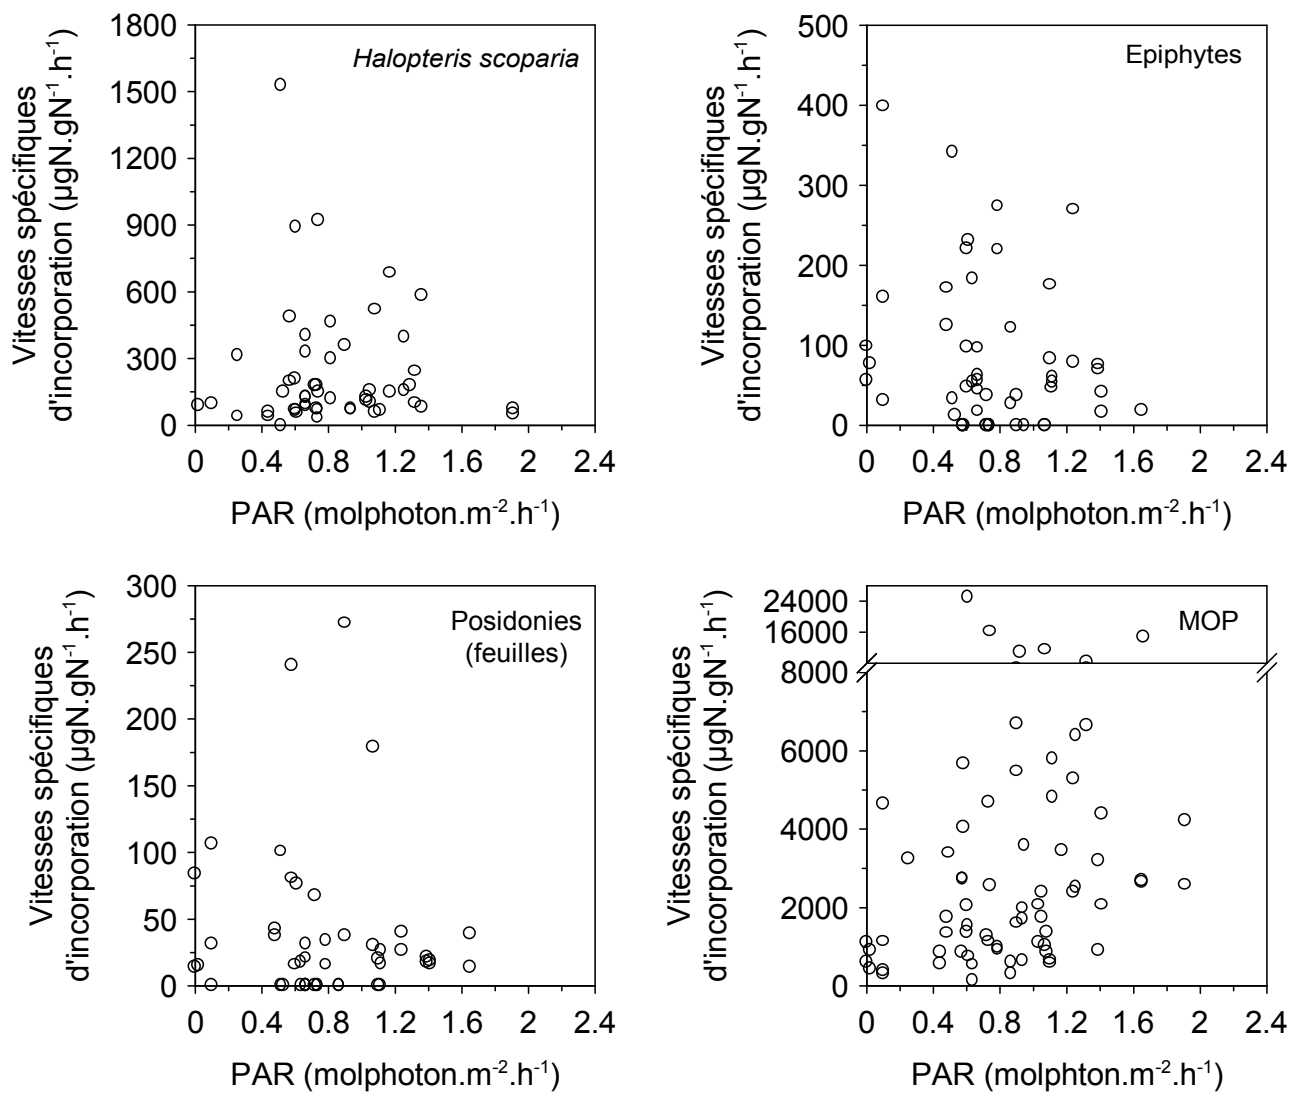 Vitesses spécifiques
d'incorporation (µgN.gN⁻¹.h⁻¹)
1800
1500
1200
900
600
300
0
Halopteris scoparia
0 0.4 0.8 1.2 1.6 2 2.4
PAR (molphoton.m⁻².h⁻¹)
Vitesses spécifiques
d'incorporation (µgN.gN⁻¹.h⁻¹)
500
400
300
200
100
0
Epiphytes
0 0.4 0.8 1.2 1.6 2 2.4
PAR (molphoton.m⁻².h⁻¹)
Vitesses spécifiques
d'incorporation (µgN.gN⁻¹.h⁻¹)
300
250
200
150
100
50
0
Posidonies
(feuilles)
0 0.4 0.8 1.2 1.6 2 2.4
PAR (molphoton.m⁻².h⁻¹)
Vitesses spécifiques
d'incorporation (µgN.gN⁻¹.h⁻¹)
24000
16000
8000
6000
4000
2000
0
MOP
0 0.4 0.8 1.2 1.6 2 2.4
PAR (molphton.m⁻².h⁻¹)